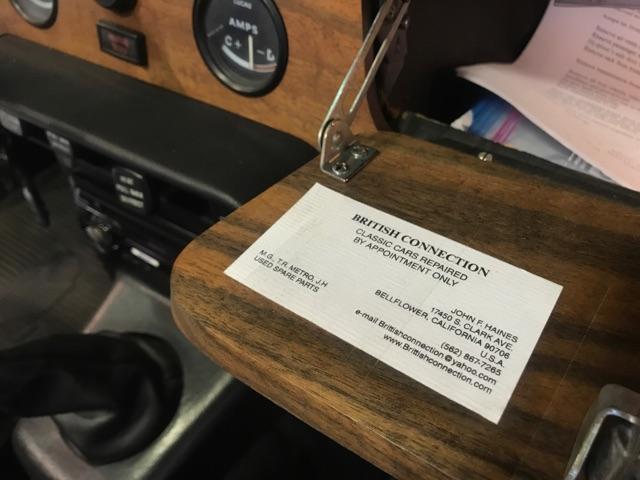 LUCAS
AMPS
C + - D
BRITISH CONNECTION
CLASSIC CARS REPAIRED
BY APPOINTMENT ONLY
M.G., T.R. METRO, J.H
USED SPARE PARTS
JOHN F. HAINES
17450 S. CLARK AVE.
BELLFLOWER, CALIFORNIA 90706
U.S.A.
(562) 867-7265
e-mail Britishconnection@yahoo.com
www.Brittishconnection.com